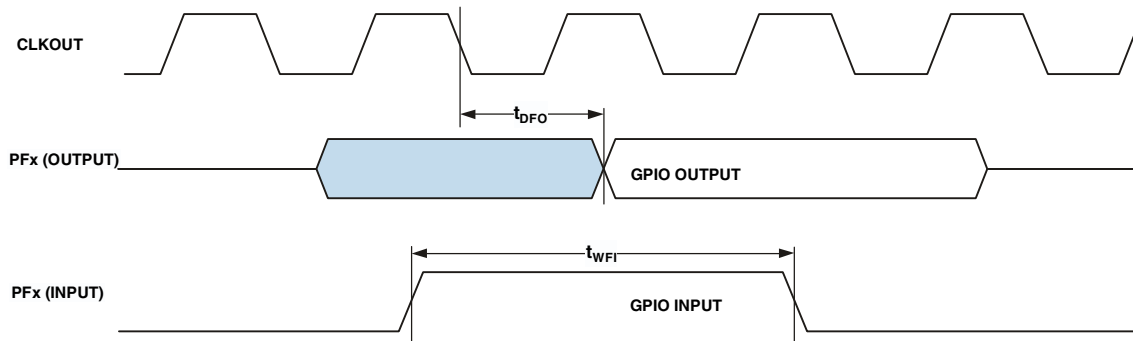 CLKOUT
tDFO
PFx (OUTPUT)
GPIO OUTPUT
tWFI
PFx (INPUT)
GPIO INPUT